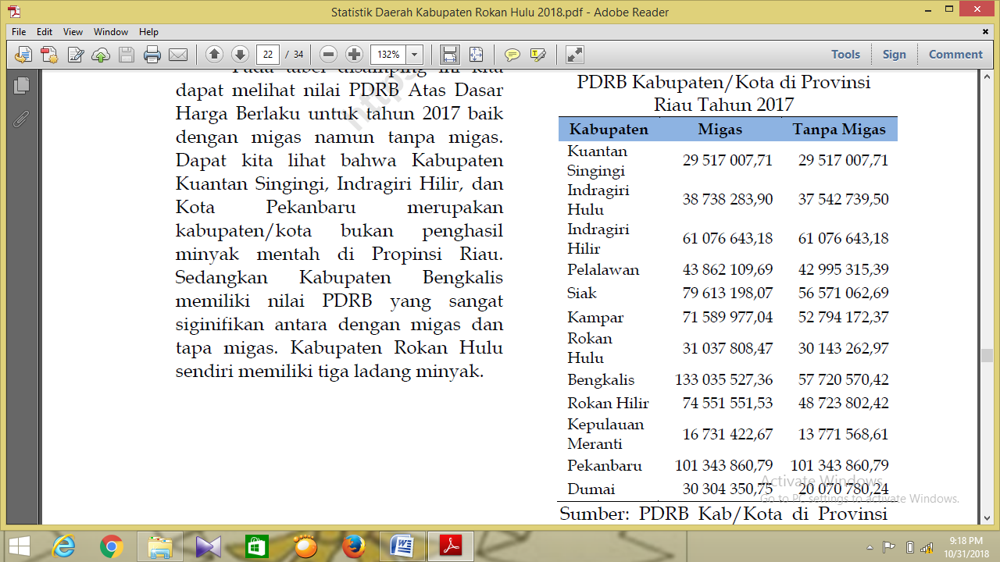 Statistik Daerah Kabupaten Rokan Hulu 2018.pdf - Adobe Reader
File Edit View Window Help
22 / 34 132% Tools Sign Comment
dapat melihat nilai PDRB Atas Dasar
Harga Berlaku untuk tahun 2017 baik
dengan migas namun tanpa migas.
Dapat kita lihat bahwa Kabupaten
Kuantan Singingi, Indragiri Hilir, dan
Kota Pekanbaru merupakan
kabupaten/kota bukan penghasil
minyak mentah di Propinsi Riau.
Sedangkan Kabupaten Bengkalis
memiliki nilai PDRB yang sangat
siginifikan antara dengan migas dan
tapa migas. Kabupaten Rokan Hulu
sendiri memiliki tiga ladang minyak.
https
PDRB Kabupaten/Kota di Provinsi
Riau Tahun 2017
Kabupaten Migas Tanpa Migas
Kuantan
Singingi 29 517 007,71 29 517 007,71
Indragiri
Hulu 38 738 283,90 37 542 739,50
Indragiri
Hilir 61 076 643,18 61 076 643,18
Pelalawan 43 862 109,69 42 995 315,39
Siak 79 613 198,07 56 571 062,69
Kampar 71 589 977,04 52 794 172,37
Rokan
Hulu 31 037 808,47 30 143 262,97
Bengkalis 133 035 527,36 57 720 570,42
Rokan Hilir 74 551 551,53 48 723 802,42
Kepulauan
Meranti 16 731 422,67 13 771 568,61
Pekanbaru 101 343 860,79 101 343 860,79
Dumai 30 304 350,75 20 070 780,24
Sumber: PDRB Kab/Kota di Provinsi
Activate Windows
Go to PC settings to activate Windows.
9:18 PM
10/31/2018